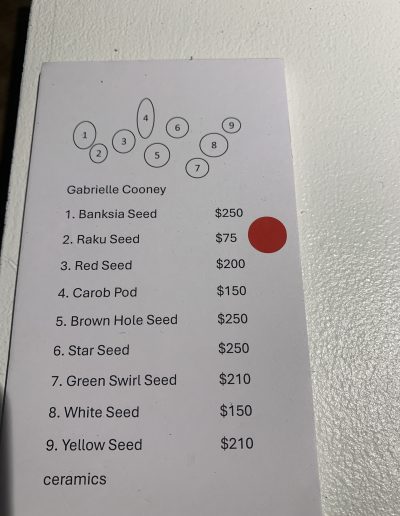 4
1
6
9
3
8
2
5
7
Gabrielle Cooney
1. Banksia Seed $250
2. Raku Seed $75
3. Red Seed $200
4. Carob Pod $150
5. Brown Hole Seed $250
6. Star Seed $250
7. Green Swirl Seed $210
8. White Seed $150
9. Yellow Seed $210
ceramics